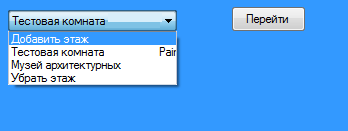 Тестовая комната
Перейти
Добавить этаж
Тестовая комната Pair
Музей архитектурных
Убрать этаж